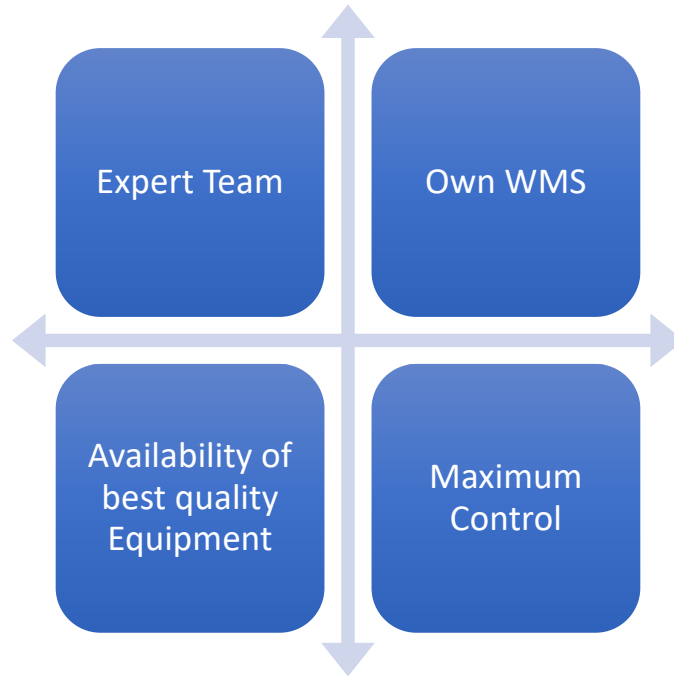 Expert Team
Own WMS
Availability of
best quality
Equipment
Maximum
Control